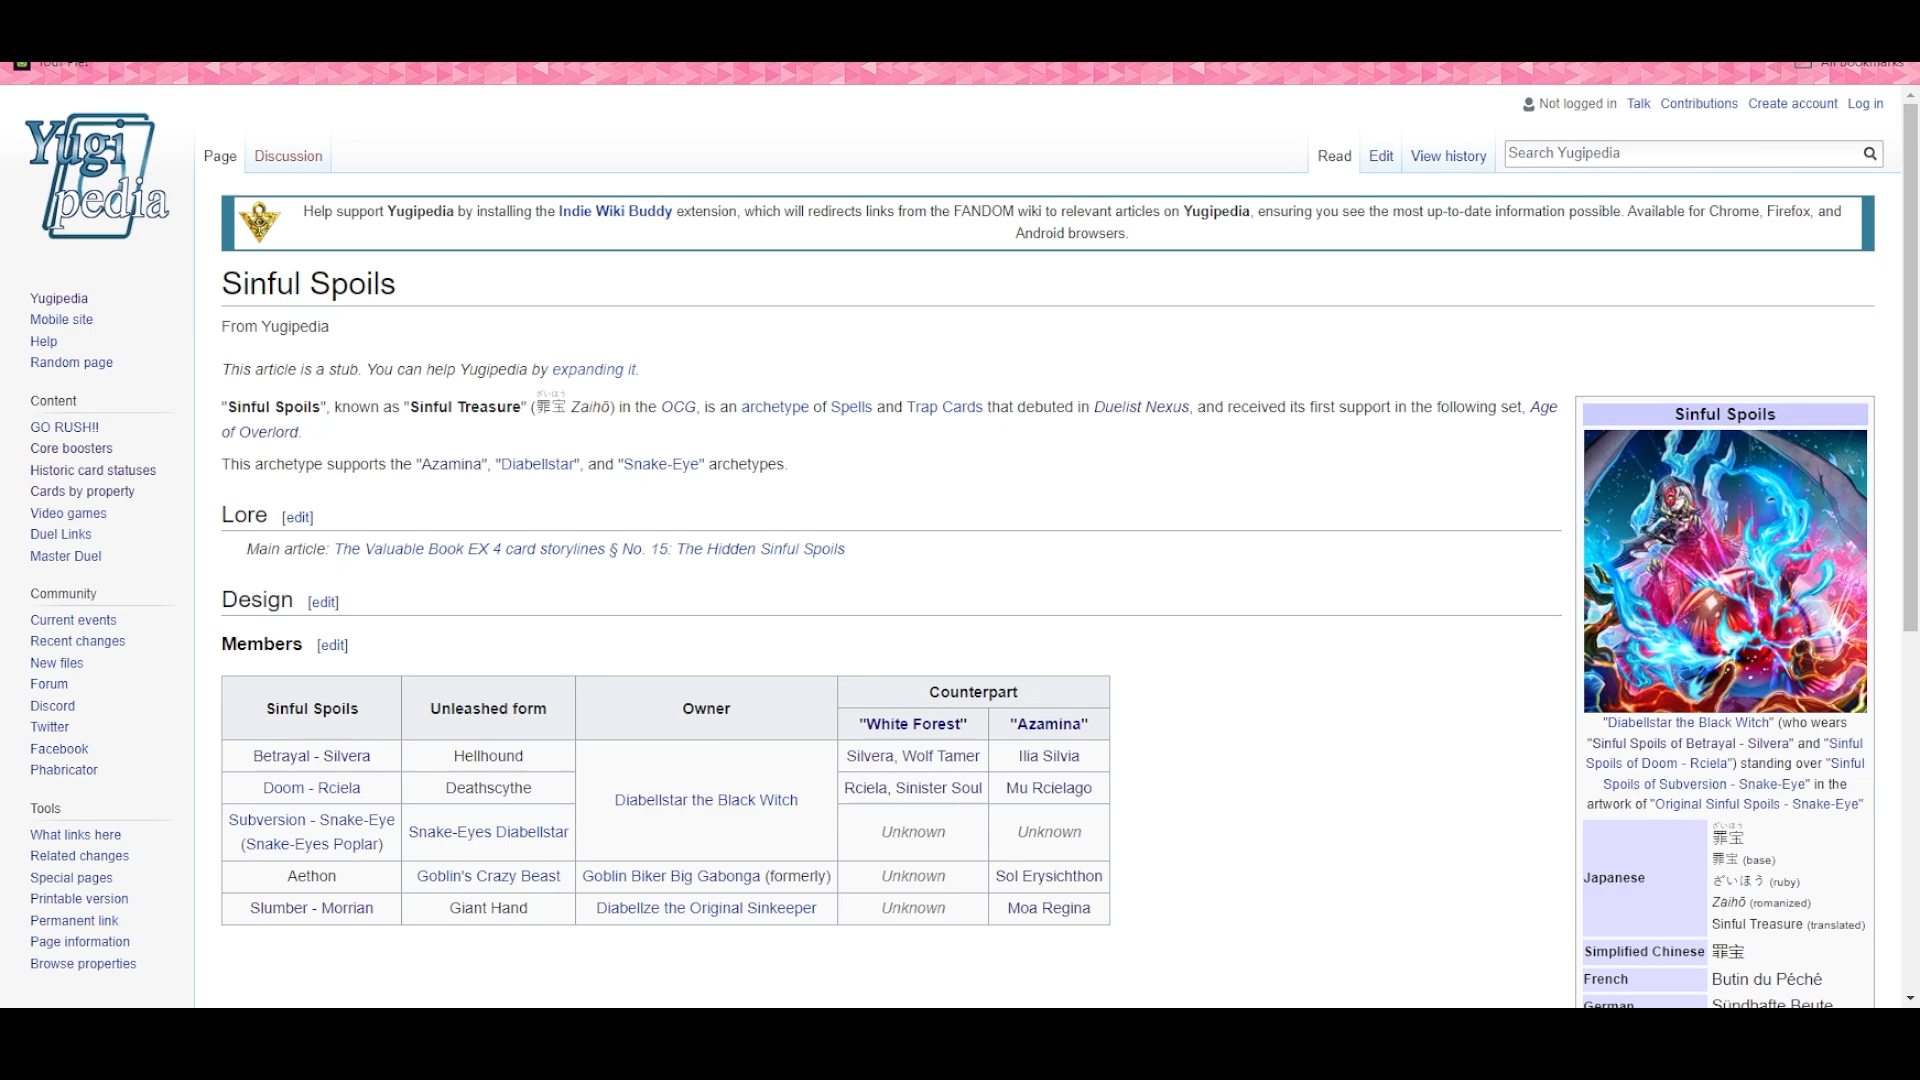 Your Pie!
All Bookmarks
Not logged in Talk Contributions Create account Log in
Yugi
pedia
Page Discussion
Read Edit View history
Search Yugipedia
Help support Yugipedia by installing the Indie Wiki Buddy extension, which will redirects links from the FANDOM wiki to relevant articles on Yugipedia, ensuring you see the most up-to-date information possible. Available for Chrome, Firefox, and
Android browsers.
Sinful Spoils
From Yugipedia
This article is a stub. You can help Yugipedia by expanding it.
ざいほう
"Sinful Spoils", known as "Sinful Treasure" (罪宝 Zaihō) in the OCG, is an archetype of Spells and Trap Cards that debuted in Duelist Nexus, and received its first support in the following set, Age
of Overlord.
This archetype supports the "Azamina", "Diabellstar", and "Snake-Eye" archetypes.
Lore [edit]
Main article: The Valuable Book EX 4 card storylines § No. 15: The Hidden Sinful Spoils
Design [edit]
Members [edit]
Sinful Spoils Unleashed form Owner Counterpart
"White Forest" "Azamina"
Betrayal - Silvera Hellhound Silvera, Wolf Tamer Ilia Silvia
Doom - Rciela Deathscythe Diabellstar the Black Witch Rciela, Sinister Soul Mu Rcielago
Subversion - Snake-Eye
(Snake-Eyes Poplar) Snake-Eyes Diabellstar Unknown Unknown
Aethon Goblin's Crazy Beast Goblin Biker Big Gabonga (formerly) Unknown Sol Erysichthon
Slumber - Morrian Giant Hand Diabellze the Original Sinkeeper Unknown Moa Regina
Sinful Spoils
"Diabellstar the Black Witch" (who wears
"Sinful Spoils of Betrayal - Silvera" and "Sinful
Spoils of Doom - Rciela") standing over "Sinful
Spoils of Subversion - Snake-Eye" in the
artwork of "Original Sinful Spoils - Snake-Eye"
Japanese
ざいほう
罪宝
罪宝 (base)
ざいほう (ruby)
Zaihō (romanized)
Sinful Treasure (translated)
Simplified Chinese 罪宝
French Butin du Péché
German Sündhafte Beute
Yugipedia
Mobile site
Help
Random page
Content
GO RUSH!!
Core boosters
Historic card statuses
Cards by property
Video games
Duel Links
Master Duel
Community
Current events
Recent changes
New files
Forum
Discord
Twitter
Facebook
Phabricator
Tools
What links here
Related changes
Special pages
Printable version
Permanent link
Page information
Browse properties